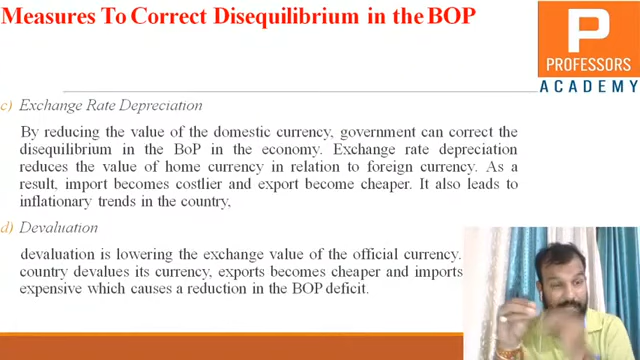 Measures To Correct Disequilibrium in the BOP
P
PROFESSORS
ACADEMY
c) Exchange Rate Depreciation
By reducing the value of the domestic currency, government can correct the
disequilibrium in the BoP in the economy. Exchange rate depreciation
reduces the value of home currency in relation to foreign currency. As a
result, import becomes costlier and export become cheaper. It also leads to
inflationary trends in the country,
d) Devaluation
devaluation is lowering the exchange value of the official currency.
country devalues its currency, exports becomes cheaper and imports
expensive which causes a reduction in the BOP deficit.